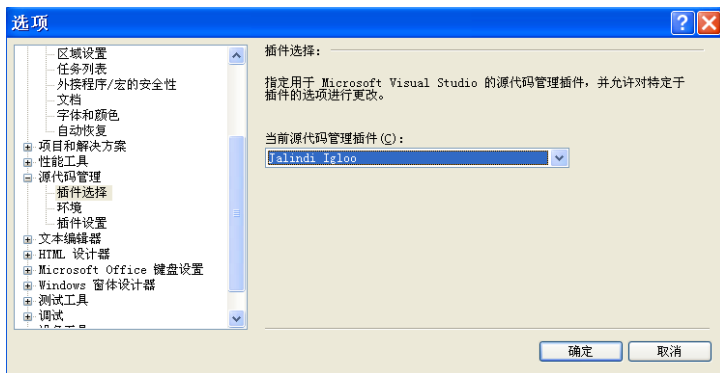 选项
区域设置
任务列表
外接程序/宏的安全性
文档
字体和颜色
自动恢复
项目和解决方案
性能工具
源代码管理
插件选择
环境
插件设置
文本编辑器
HTML 设计器
Microsoft Office 键盘设置
Windows 窗体设计器
测试工具
调试
插件选择:
指定用于 Microsoft Visual Studio 的源代码管理插件，并允许对特定于
插件的选项进行更改。
当前源代码管理插件(C):
Jalindi Igloo
确定
取消